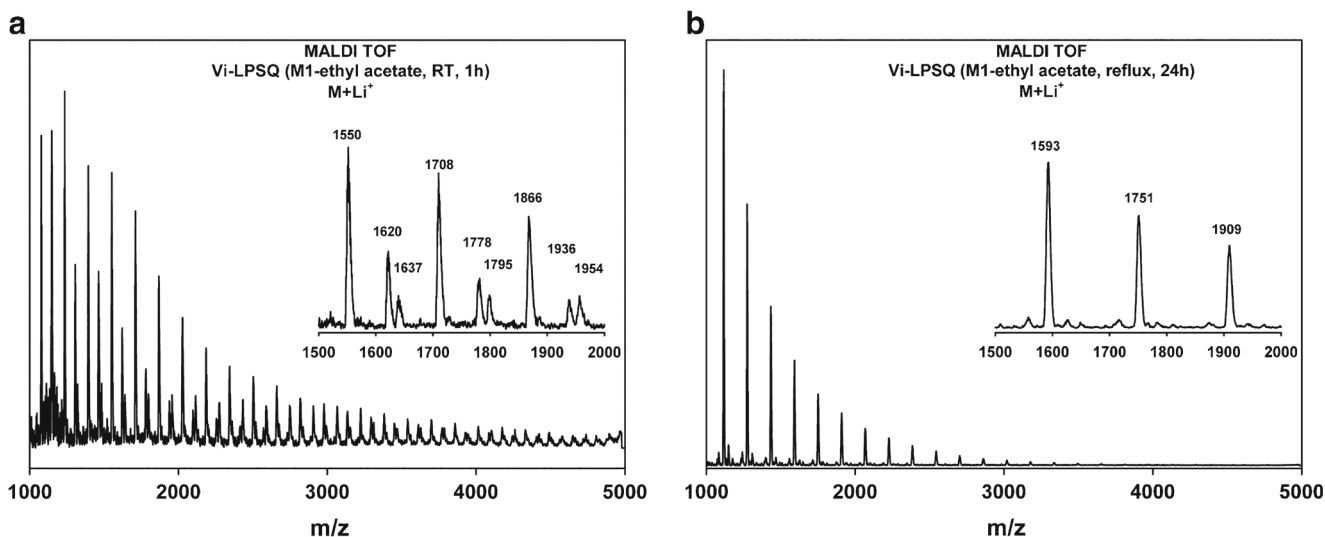 a
MALDI TOF
Vi-LPSQ (M1-ethyl acetate, RT, 1h)
M+Li⁺
1550
1708
1866
1620
1637
1778
1795
1936
1954
1500 1600 1700 1800 1900 2000
1000 2000 3000 4000 5000
m/z
b
MALDI TOF
Vi-LPSQ (M1-ethyl acetate, reflux, 24h)
M+Li⁺
1593
1751
1909
1500 1600 1700 1800 1900 2000
1000 2000 3000 4000 5000
m/z